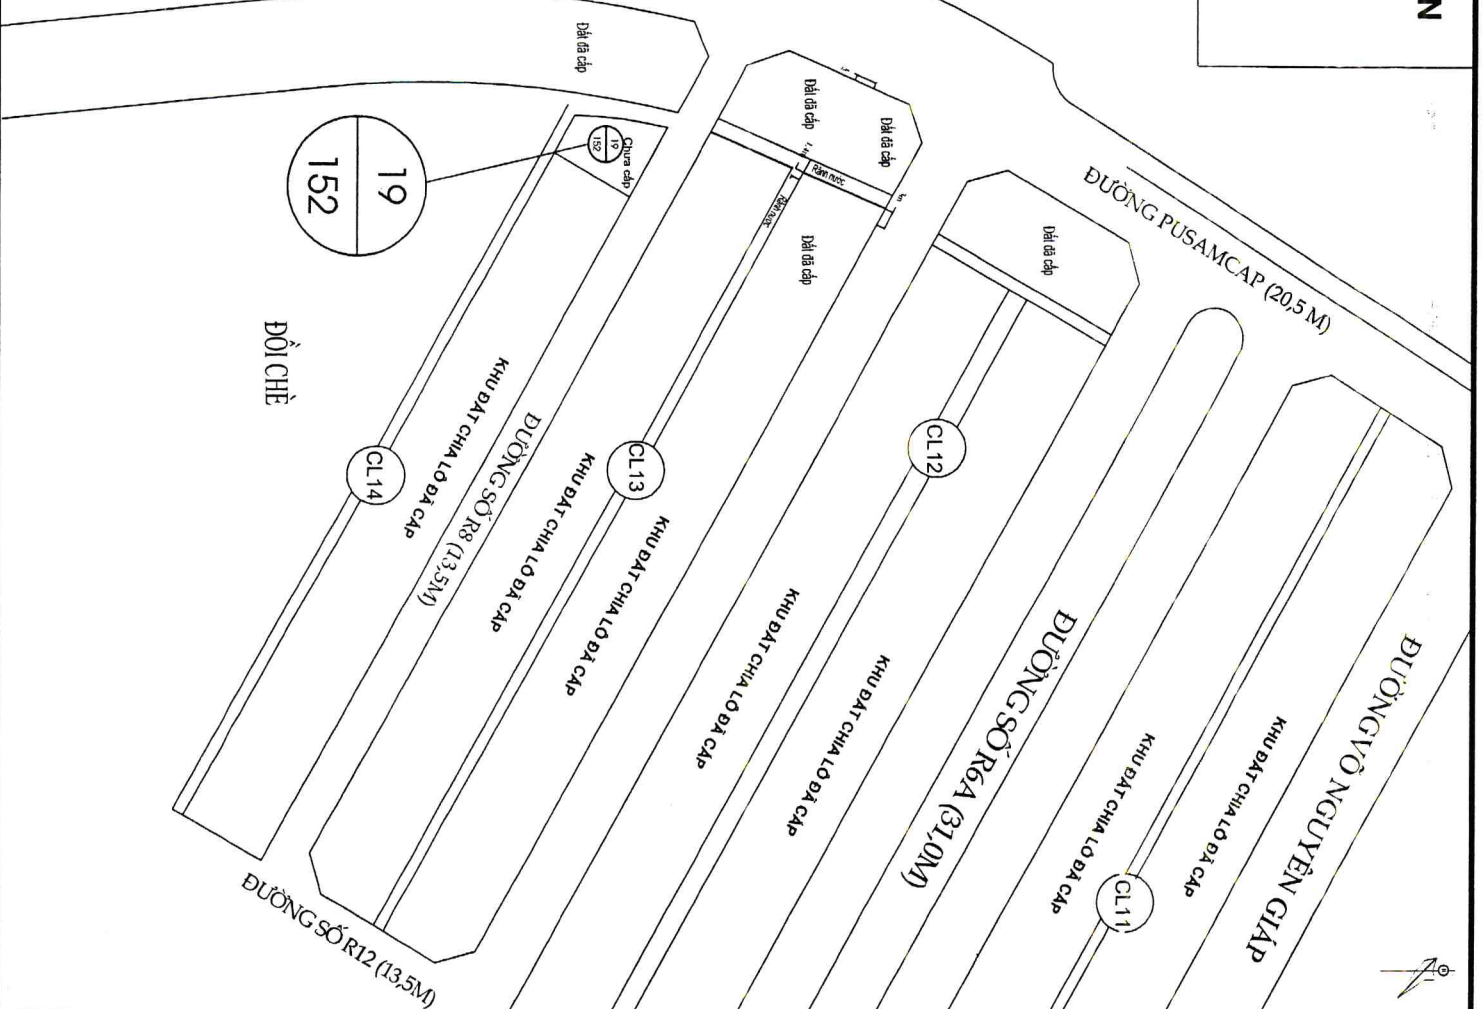 N
Đất đã cấp
Đất đã cấp
Đất đã cấp
Đất đã cấp
Đất đã cấp
Chưa cấp
19
152
19
152
Rãnh nước
Rãnh nước
ĐƯỜNG PUSAMCAP (20,5 M)
ĐỒI CHÈ
CL14
KHU ĐẤT CHIA LÔ ĐÃ CẤP
ĐƯỜNG SỐ R8 (13,5M)
KHU ĐẤT CHIA LÔ ĐÃ CẤP
CL13
KHU ĐẤT CHIA LÔ ĐÃ CẤP
KHU ĐẤT CHIA LÔ ĐÃ CẤP
CL12
KHU ĐẤT CHIA LÔ ĐÃ CẤP
ĐƯỜNG SỐ R6A (31,0M)
KHU ĐẤT CHIA LÔ ĐÃ CẤP
CL11
KHU ĐẤT CHIA LÔ ĐÃ CẤP
ĐƯỜNG VÕ NGUYÊN GIÁP
ĐƯỜNG SỐ R12 (13,5M)